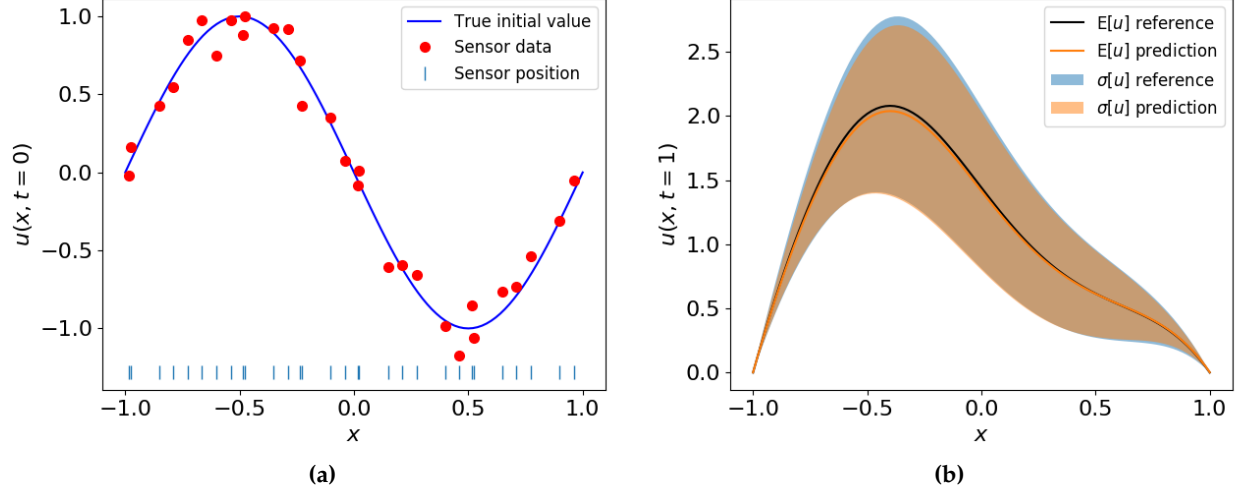 1.0
0.5
0.0
−0.5
−1.0
u(x, t = 0)
True initial value
Sensor data
Sensor position
−1.0 −0.5 0.0 0.5 1.0
x
(a)
2.5
2.0
1.5
1.0
0.5
0.0
u(x, t = 1)
E[u] reference
E[u] prediction
σ[u] reference
σ[u] prediction
−1.0 −0.5 0.0 0.5 1.0
x
(b)